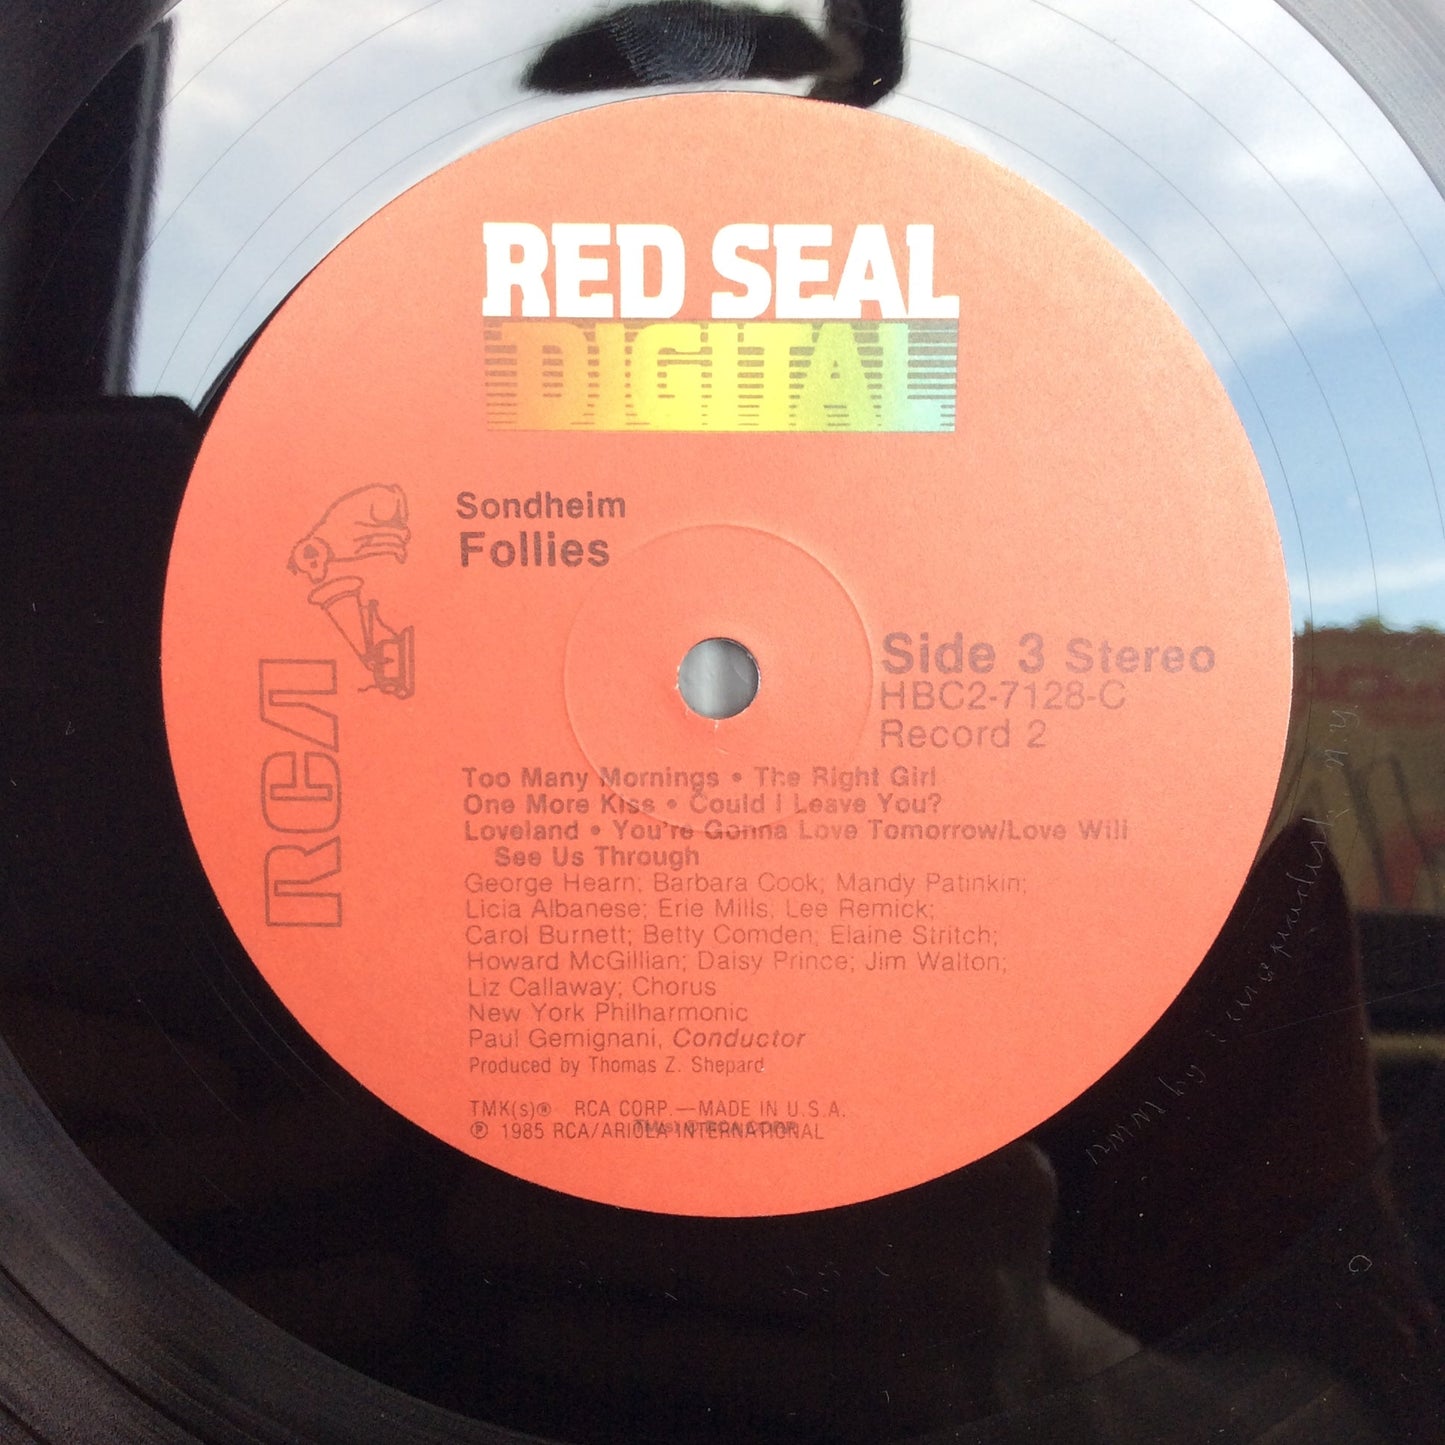 RED SEAL
DIGITAL
Sondheim
Follies
RCA
Side 3 Stereo
HBC2-7128-C
Record 2
Too Many Mornings • The Right Girl
One More Kiss • Could I Leave You?
Loveland • You're Gonna Love Tomorrow/Love Will
See Us Through
George Hearn; Barbara Cook; Mandy Patinkin;
Licia Albanese; Erie Mills; Lee Remick;
Carol Burnett; Betty Comden; Elaine Stritch;
Howard McGillian; Daisy Prince; Jim Walton;
Liz Callaway; Chorus
New York Philharmonic
Paul Gemignani, Conductor
Produced by Thomas Z. Shepard
TMK(s)® RCA CORP.—MADE IN U.S.A.
℗ 1985 RCA/ARIOLA INTERNATIONAL